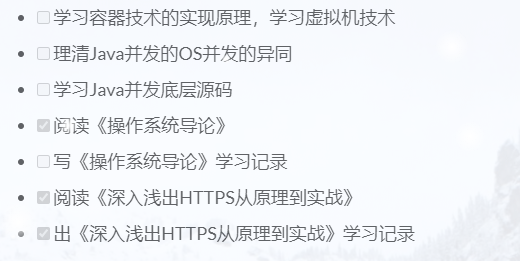 学习容器技术的实现原理，学习虚拟机技术
理清Java并发的OS并发的异同
学习Java并发底层源码
阅读《操作系统导论》
写《操作系统导论》学习记录
阅读《深入浅出HTTPS从原理到实战》
出《深入浅出HTTPS从原理到实战》学习记录